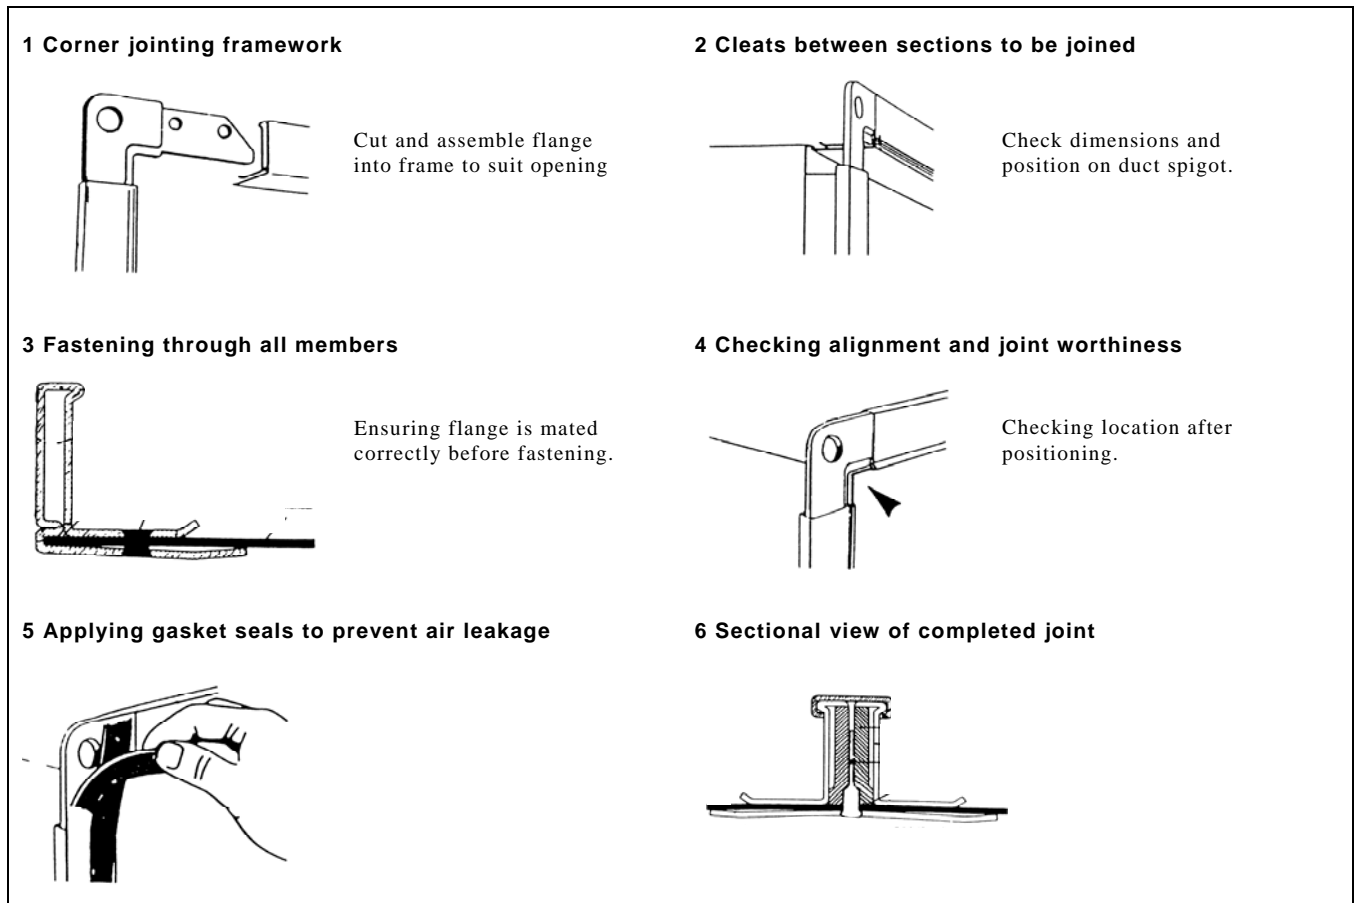 1 Corner jointing framework
Cut and assemble flange
into frame to suit opening
2 Cleats between sections to be joined
Check dimensions and
position on duct spigot.
3 Fastening through all members
Ensuring flange is mated
correctly before fastening.
4 Checking alignment and joint worthiness
Checking location after
positioning.
5 Applying gasket seals to prevent air leakage
6 Sectional view of completed joint